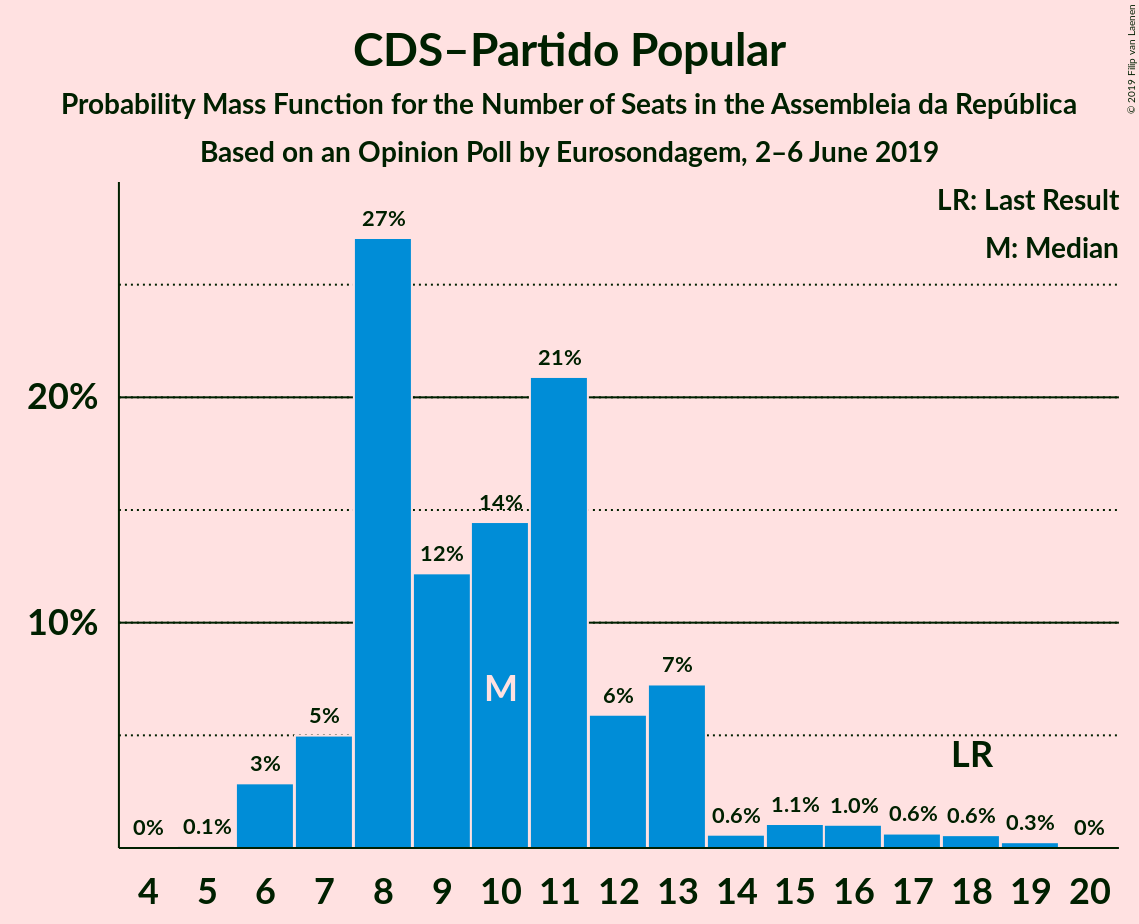 CDS–Partido Popular
Probability Mass Function for the Number of Seats in the Assembleia da República
Based on an Opinion Poll by Eurosondagem, 2–6 June 2019
© 2019 Filip van Laenen
LR: Last Result
M: Median
20%
10%
0%
0.1%
3%
5%
27%
12%
14%
21%
6%
7%
0.6%
1.1%
1.0%
0.6%
0.6%
0.3%
0%
M
LR
4 5 6 7 8 9 10 11 12 13 14 15 16 17 18 19 20